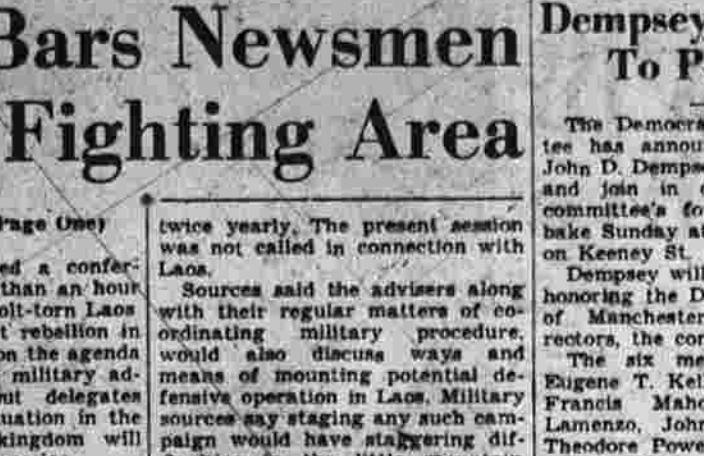 Bars Newsmen
Fighting Area
Page One)
ed a confer-
than an hour
olt-torn Laos
t rebellion in
on the agenda
military ad-
but delegates
uation in the
kingdom will
twice yearly. The present session
was not called in connection with
Laos.
Sources said the advisers along
with their regular matters of co-
ordinating military procedure,
would also discuss ways and
means of mounting potential de-
fensive operation in Laos. Military
sources say staging any such cam-
paign would have staggering dif-
Dempsey
To P
The Democra
tee has annou
John D. Demps
and join in
committee's fo
bake Sunday at
on Keeney St.
Dempsey will
honoring the D
of Manchester
rectors, the con
The six me
Eugene T. Kel
Francis Maho
Lamenzo, John
Theodore Powe